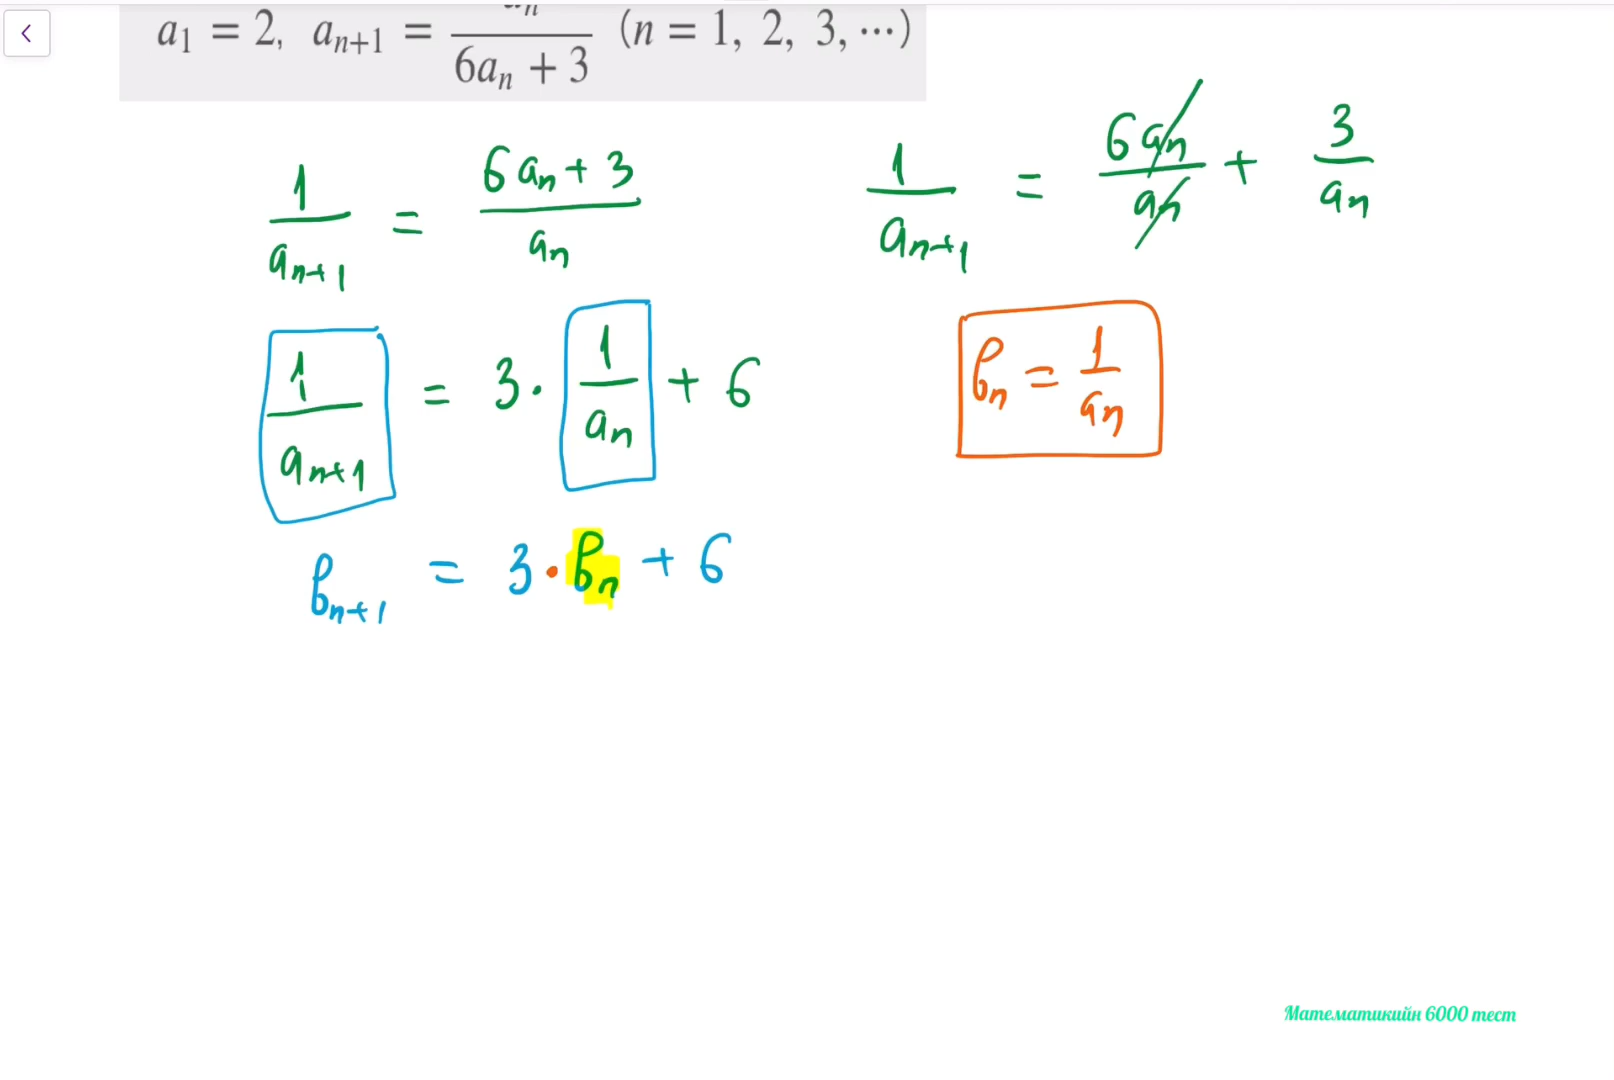 a₁ = 2, aₙ₊₁ = aₙ / (6aₙ + 3) (n = 1, 2, 3, ⋯)
1/aₙ₊₁ = (6aₙ + 3)/aₙ
1/aₙ₊₁ = 6aₙ/aₙ + 3/aₙ
1/aₙ₊₁ = 3 · 1/aₙ + 6
bₙ = 1/aₙ
bₙ₊₁ = 3 · bₙ + 6
Математикийн 6000 тест